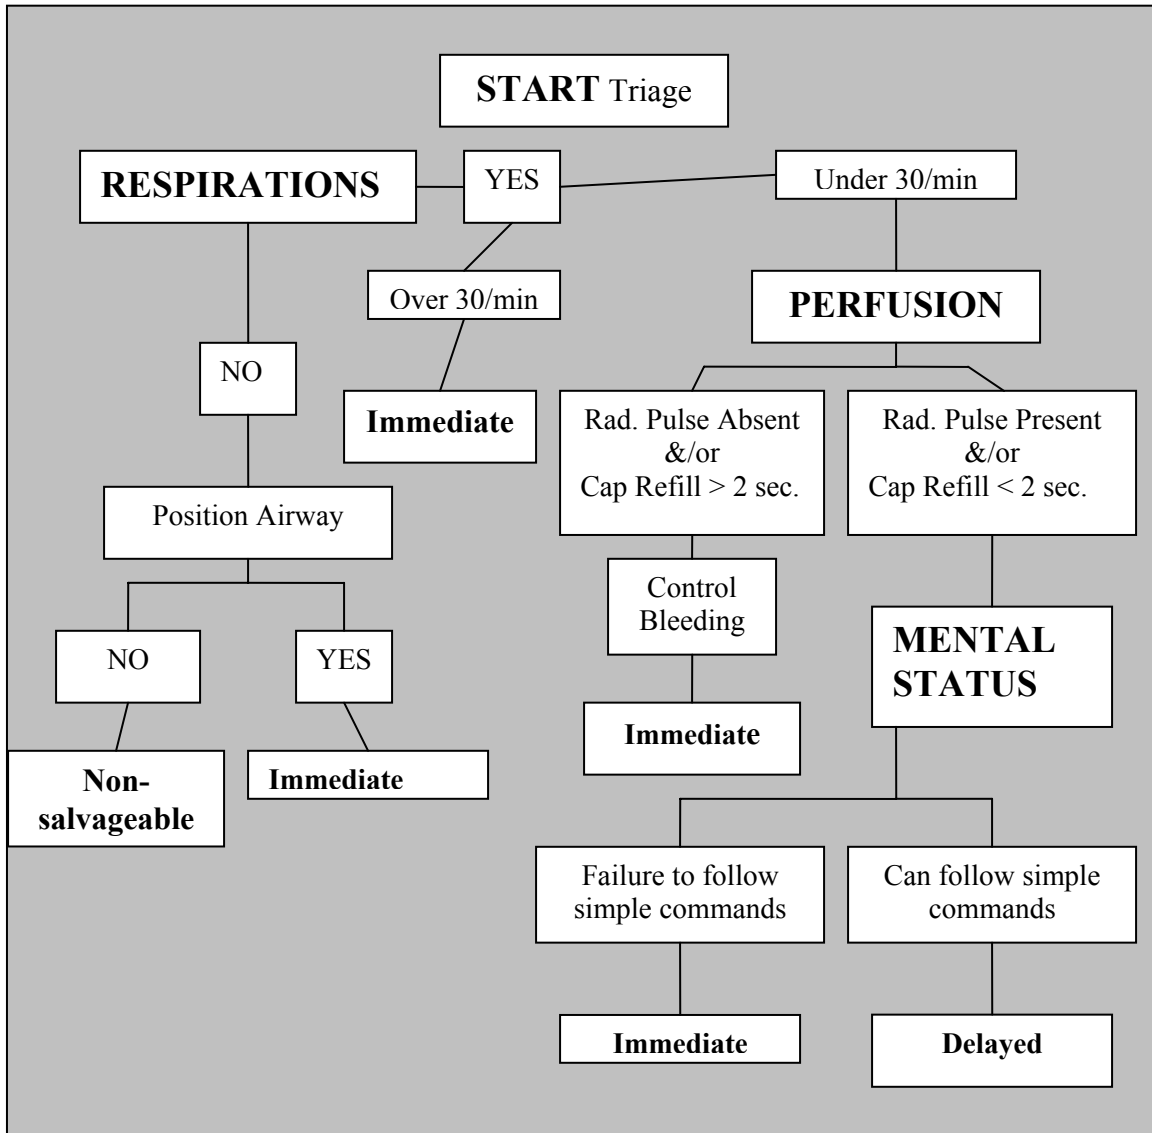 START Triage
RESPIRATIONS
YES
Under 30/min
Over 30/min
PERFUSION
NO
Immediate
Rad. Pulse Absent
&/or
Cap Refill > 2 sec.
Rad. Pulse Present
&/or
Cap Refill < 2 sec.
Position Airway
Control
Bleeding
NO
YES
MENTAL
STATUS
Immediate
Non-
salvageable
Immediate
Failure to follow
simple commands
Can follow simple
commands
Immediate
Delayed